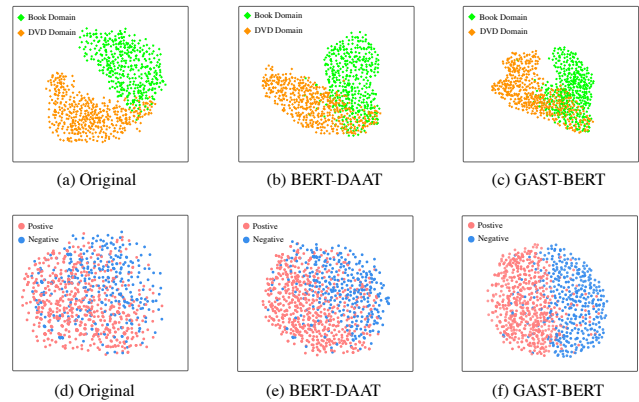 Book Domain
DVD Domain
Book Domain
DVD Domain
Book Domain
DVD Domain
(a) Original
(b) BERT-DAAT
(c) GAST-BERT
Postive
Negative
Postive
Negative
Postive
Negative
(d) Original
(e) BERT-DAAT
(f) GAST-BERT